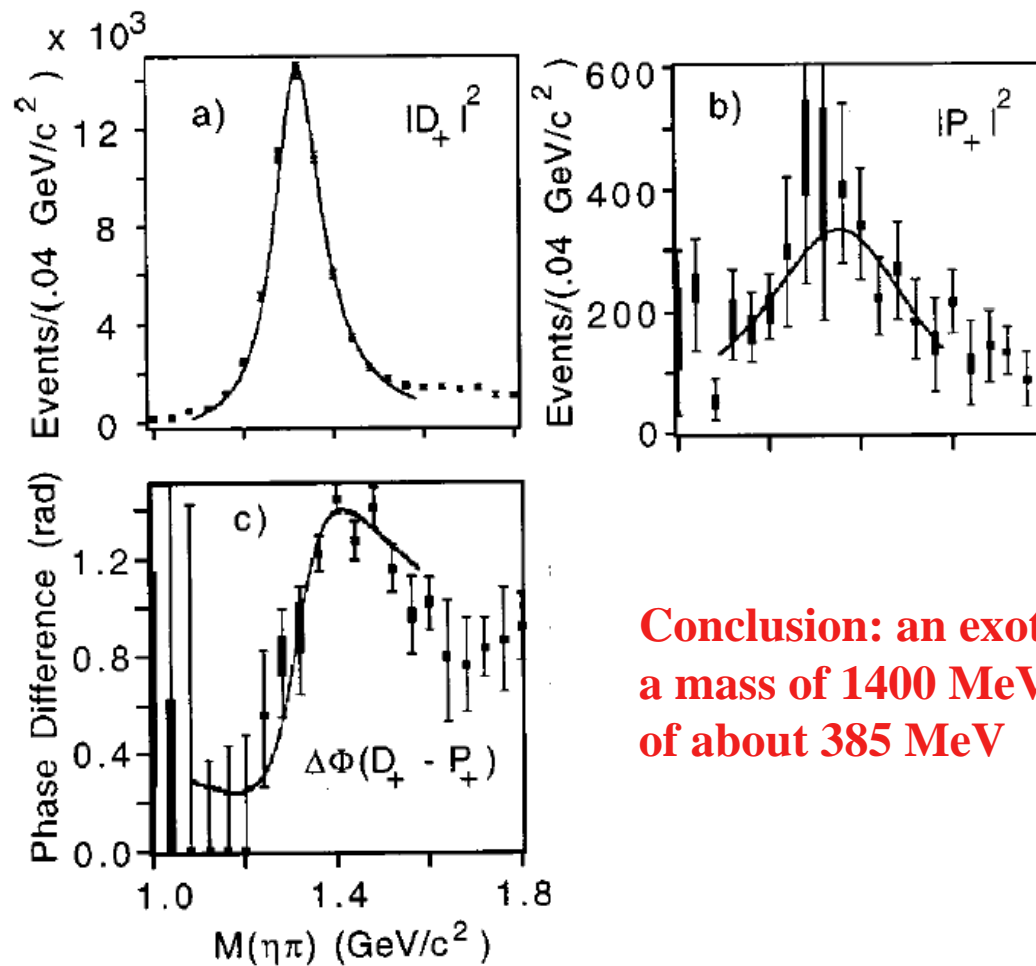 x 10³
Events/(.04 GeV/c²)
12
8
4
0
a)
|D₊|²
Events/(.04 GeV/c²)
600
400
200
0
b)
|P₊|²
Phase Difference (rad)
1.2
0.8
0.4
0.0
c)
ΔΦ(D₊ - P₊)
1.0 1.4 1.8
M(ηπ) (GeV/c²)
Conclusion: an exot
a mass of 1400 MeV
of about 385 MeV